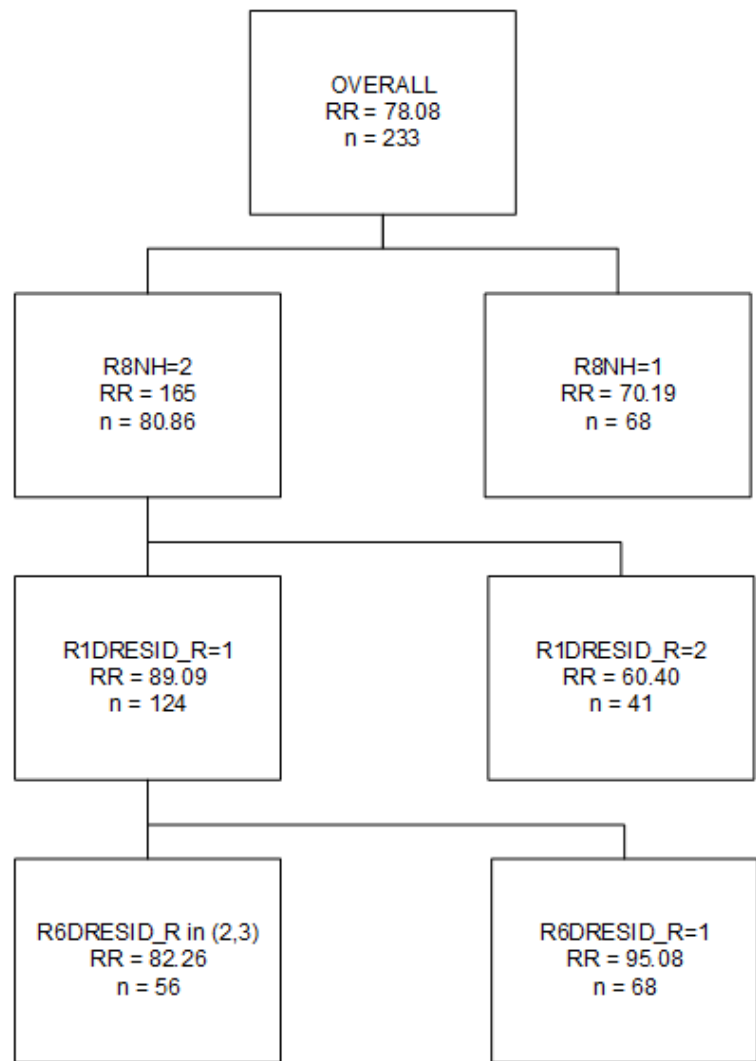 OVERALL
RR = 78.08
n = 233
R8NH=2
RR = 165
n = 80.86
R8NH=1
RR = 70.19
n = 68
R1DRESID_R=1
RR = 89.09
n = 124
R1DRESID_R=2
RR = 60.40
n = 41
R6DRESID_R in (2,3)
RR = 82.26
n = 56
R6DRESID_R=1
RR = 95.08
n = 68